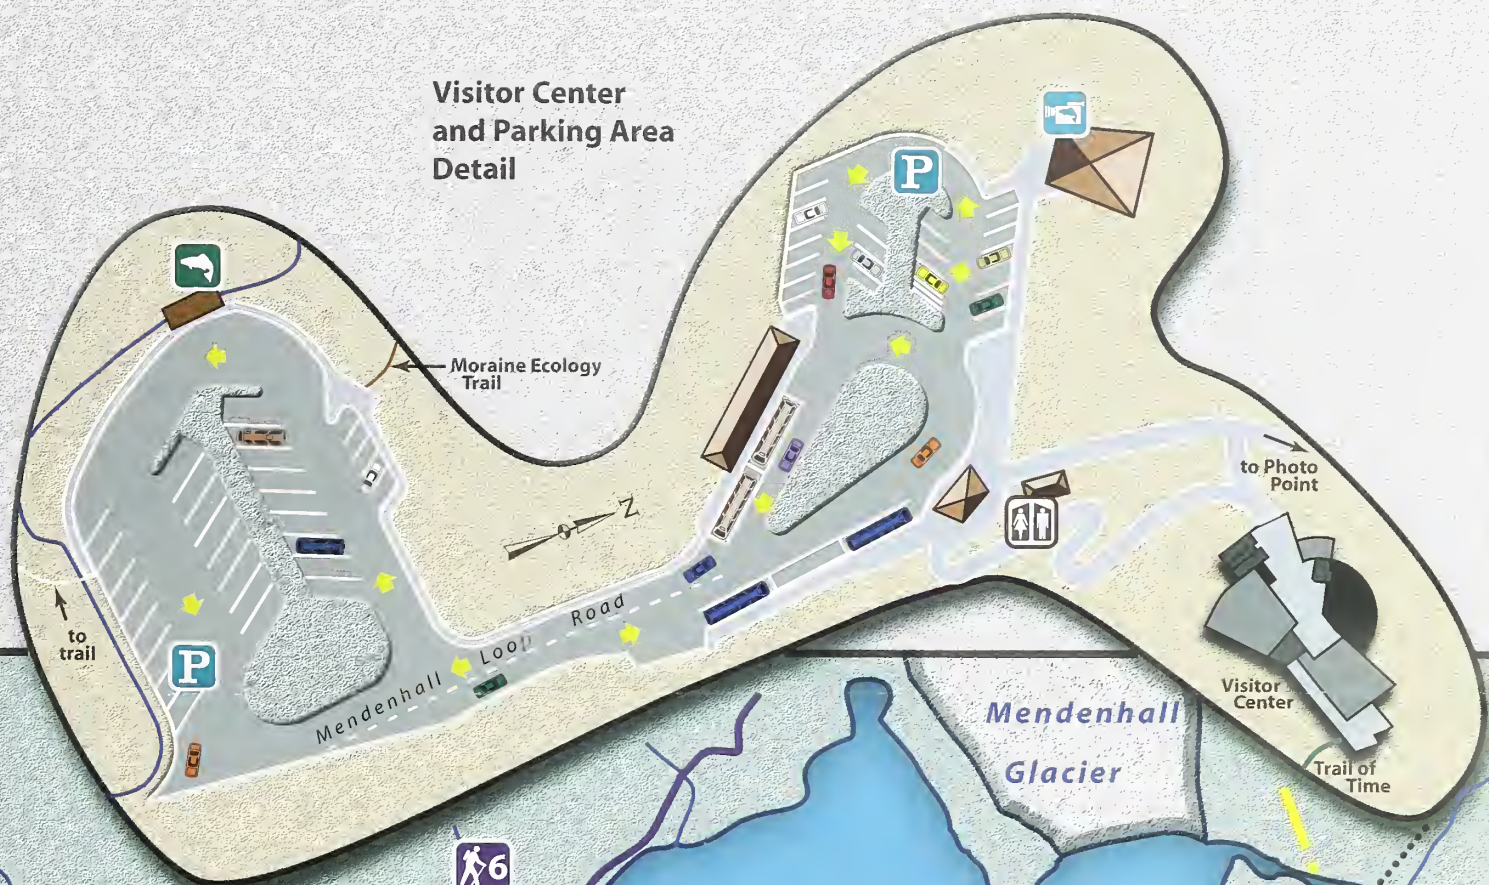 Visitor Center
and Parking Area
Detail
P
Moraine Ecology
Trail
Z
to Photo
Point
to
trail
P
Mendenhall Loop Road
Visitor
Center
Mendenhall
Glacier
Trail of
Time
6